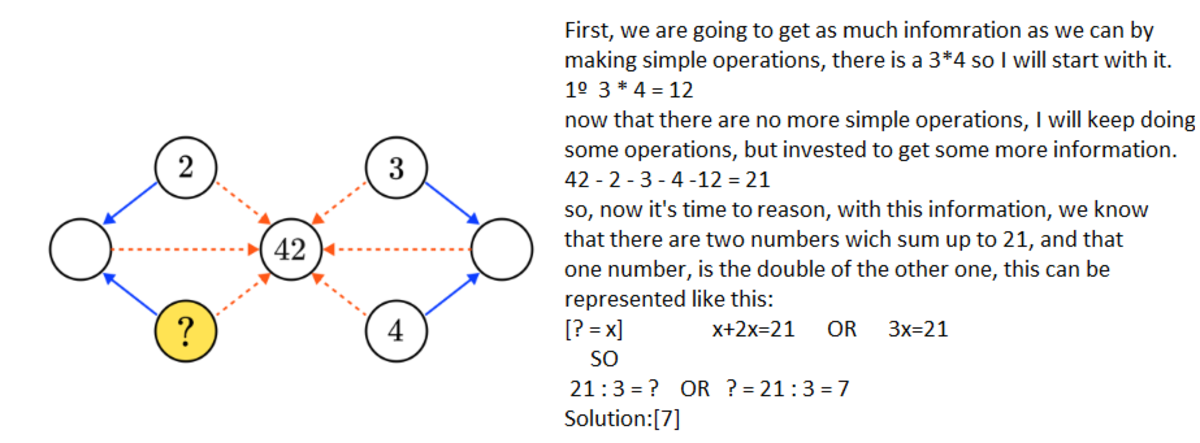 First, we are going to get as much infomration as we can by
making simple operations, there is a 3*4 so I will start with it.
1º 3 * 4 = 12
now that there are no more simple operations, I will keep doing
some operations, but invested to get some more information.
42 - 2 - 3 - 4 -12 = 21
so, now it's time to reason, with this information, we know
that there are two numbers wich sum up to 21, and that
one number, is the double of the other one, this can be
represented like this:
[? = x] x+2x=21 OR 3x=21
SO
21 : 3 = ? OR ? = 21 : 3 = 7
Solution:[7]
2 3
42
? 4